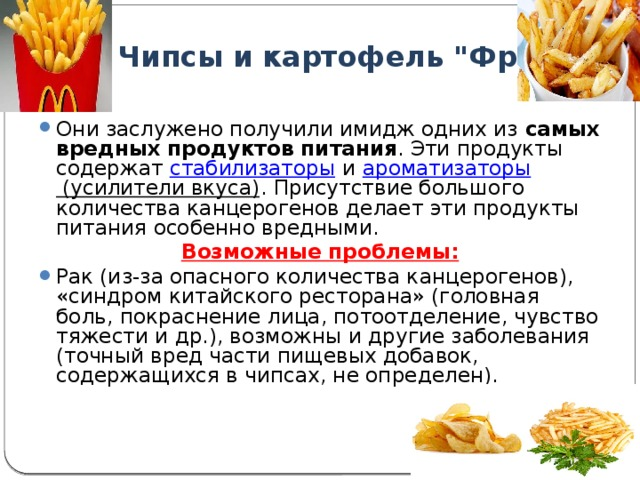 Чипсы и картофель "Фр
Они заслужено получили имидж одних из самых
вредных продуктов питания. Эти продукты
содержат стабилизаторы и ароматизаторы
(усилители вкуса). Присутствие большого
количества канцерогенов делает эти продукты
питания особенно вредными.
Возможные проблемы:
Рак (из-за опасного количества канцерогенов),
«синдром китайского ресторана» (головная
боль, покраснение лица, потоотделение, чувство
тяжести и др.), возможны и другие заболевания
(точный вред части пищевых добавок,
содержащихся в чипсах, не определен).